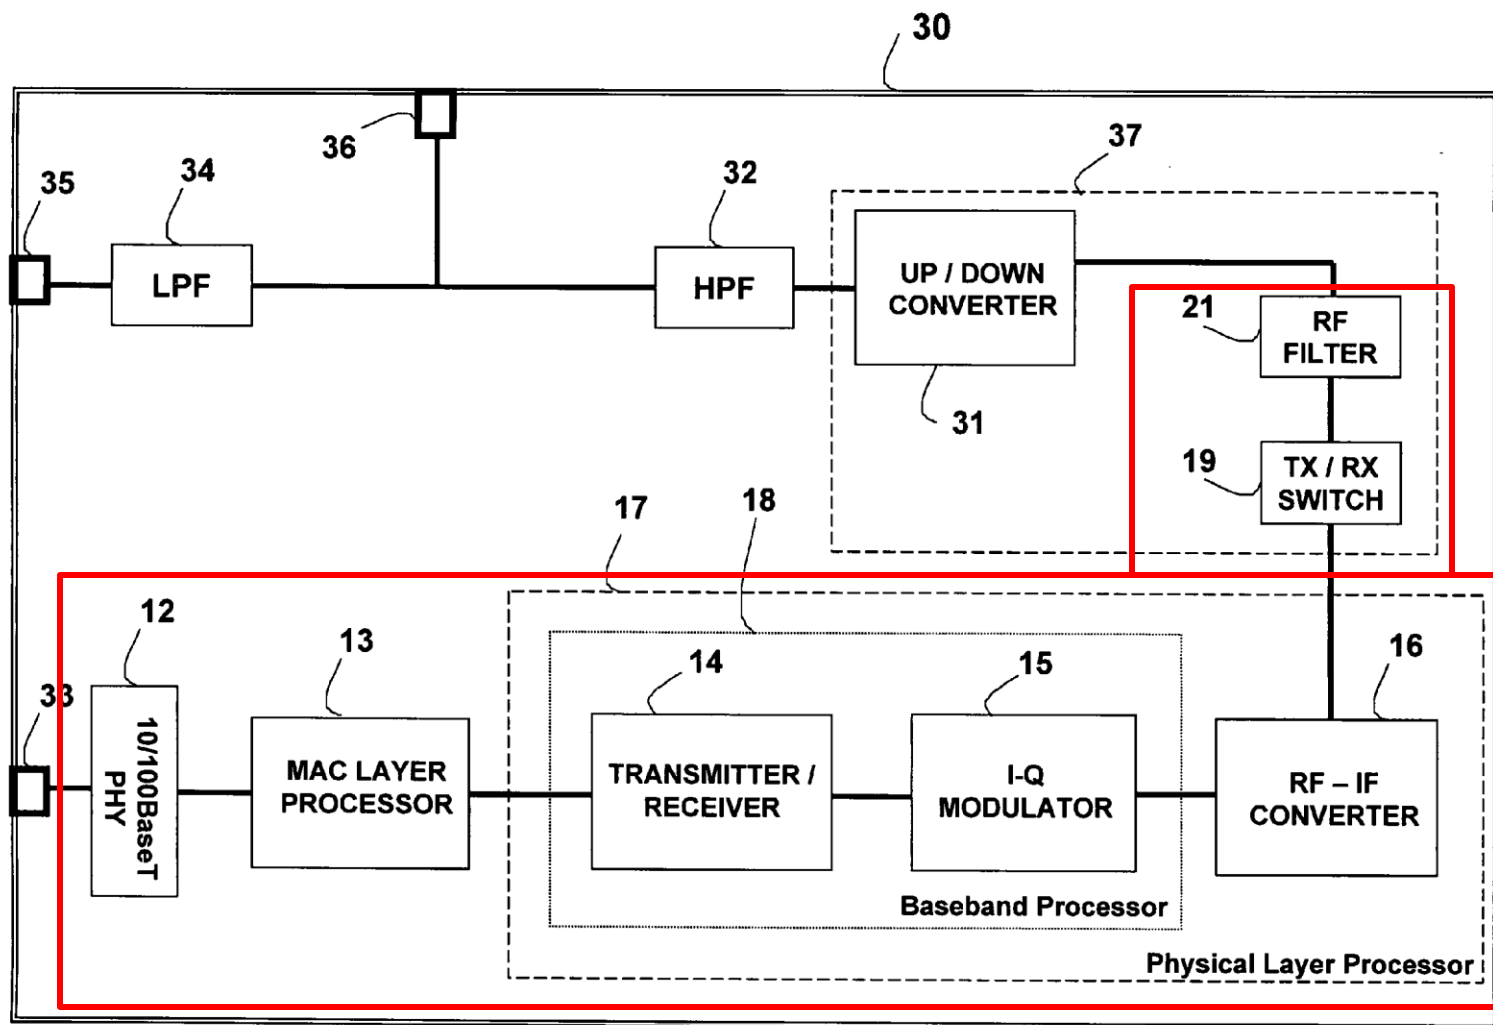 30
36
37
35
34
32
LPF
HPF
UP / DOWN
CONVERTER
21
RF
FILTER
31
19
TX / RX
SWITCH
18
17
12
13
14
15
16
33
10/100BaseT
PHY
MAC LAYER
PROCESSOR
TRANSMITTER /
RECEIVER
I-Q
MODULATOR
RF – IF
CONVERTER
Baseband Processor
Physical Layer Processor